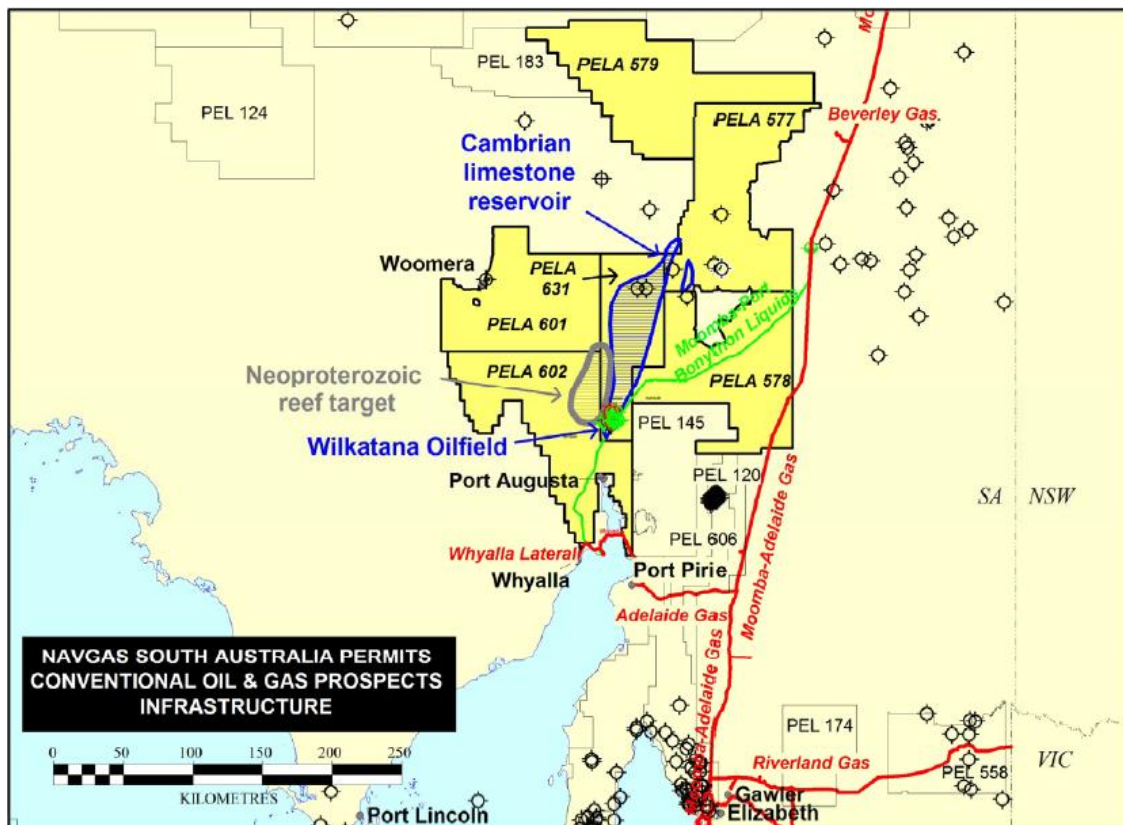 PEL 183
PELA 579
PEL 124
PELA 577
Beverley Gas
Cambrian
limestone
reservoir
Woomera
PELA
631
PELA 601
Moomba-Port
Bonython Liquids
PELA 602
PELA 578
Neoproterozoic
reef target
PEL 145
Wilkatana Oilfield
Port Augusta
PEL 120
SA
NSW
PEL 606
Moomba-Adelaide Gas
Whyalla Lateral
Whyalla
Port Pirie
Adelaide Gas
Moomba-Adelaide Gas
NAVGAS SOUTH AUSTRALIA PERMITS
CONVENTIONAL OIL & GAS PROSPECTS
INFRASTRUCTURE
PEL 174
VIC
0 50 100 150 200 250
KILOMETRES
Riverland Gas
PEL 558
Gawler
Elizabeth
Port Lincoln